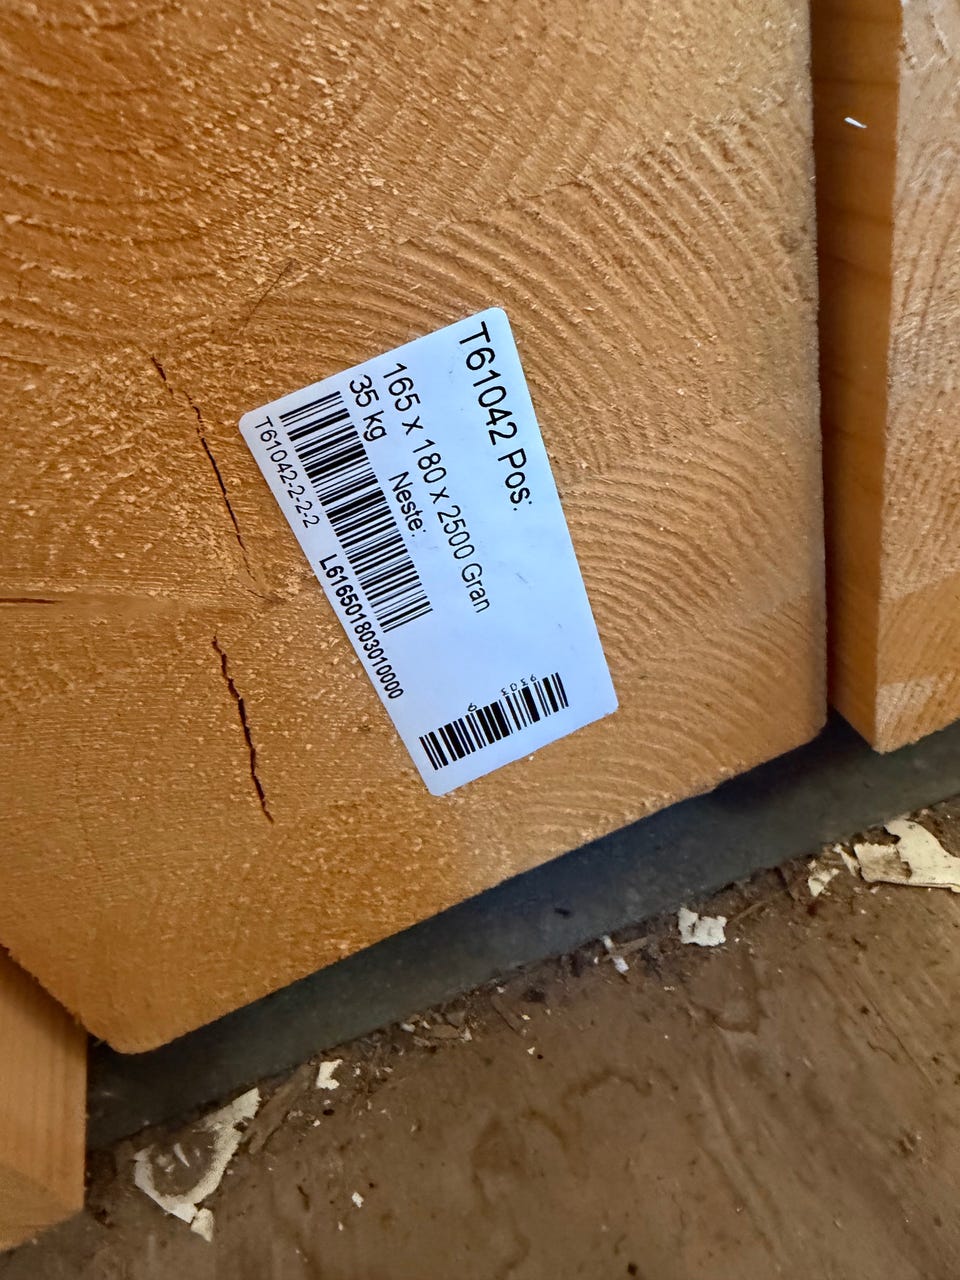 T61042 Pos:
165 x 180 x 2500 Gran
35 kg Neste:
T61042-2-2-2 L616501803010000